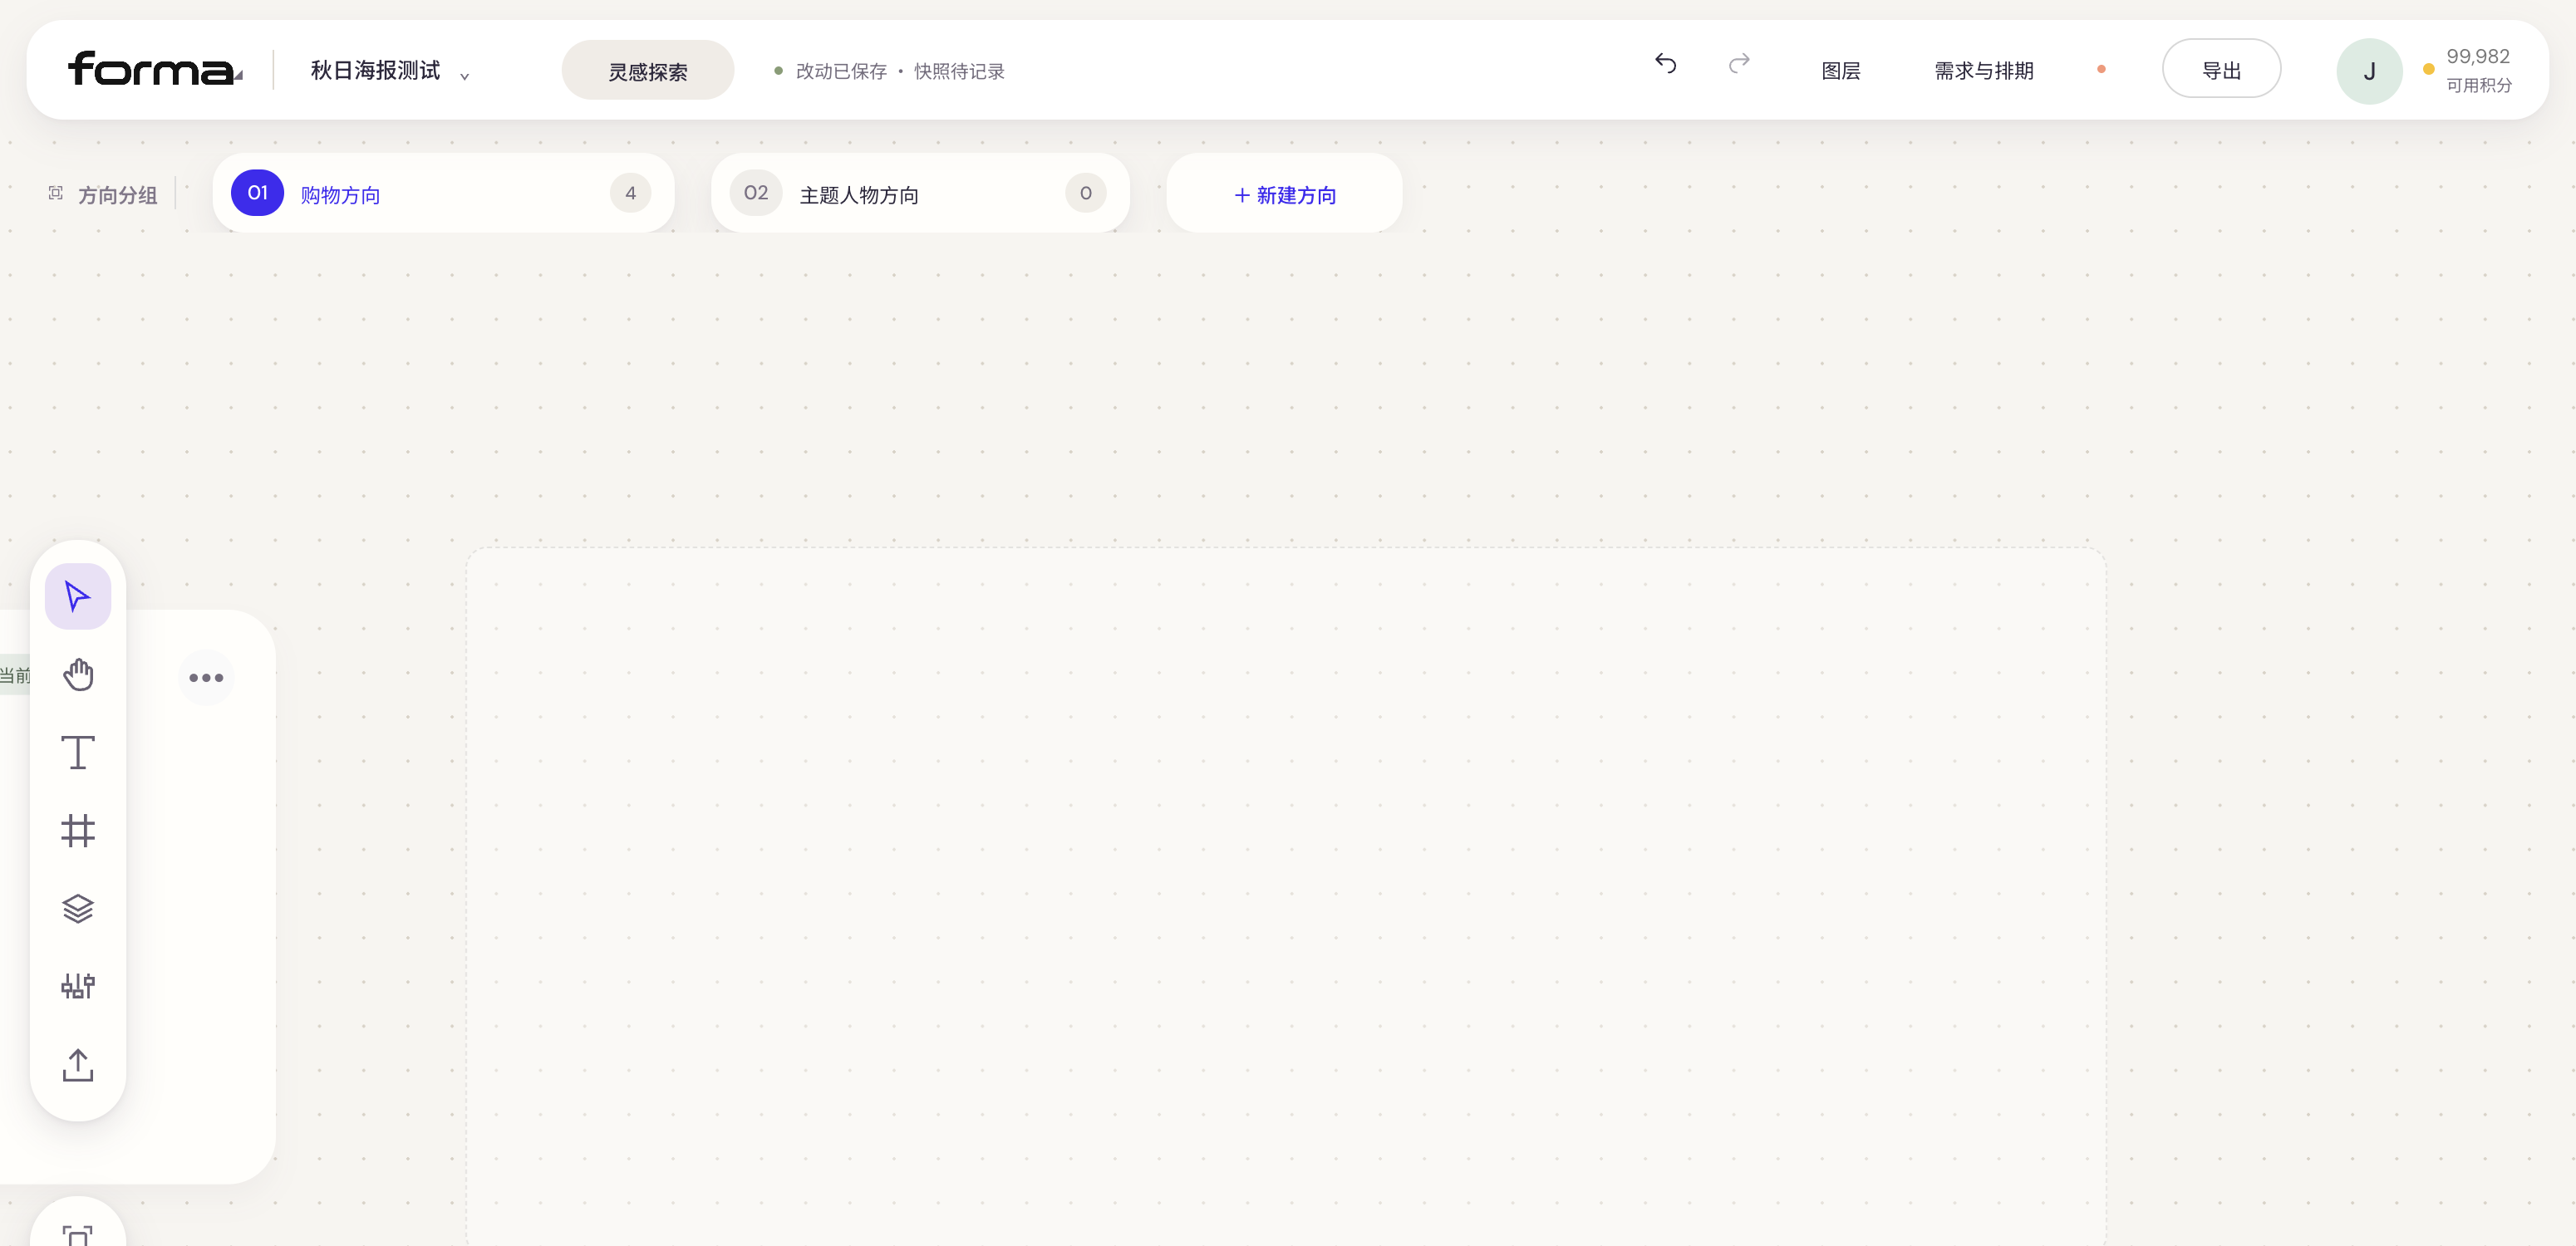 forma
秋日海报测试
灵感探索
改动已保存 · 快照待记录
图层
需求与排期
导出
J
99,982
可用积分
方向分组
01 购物方向 4
02 主题人物方向 0
+ 新建方向
当前